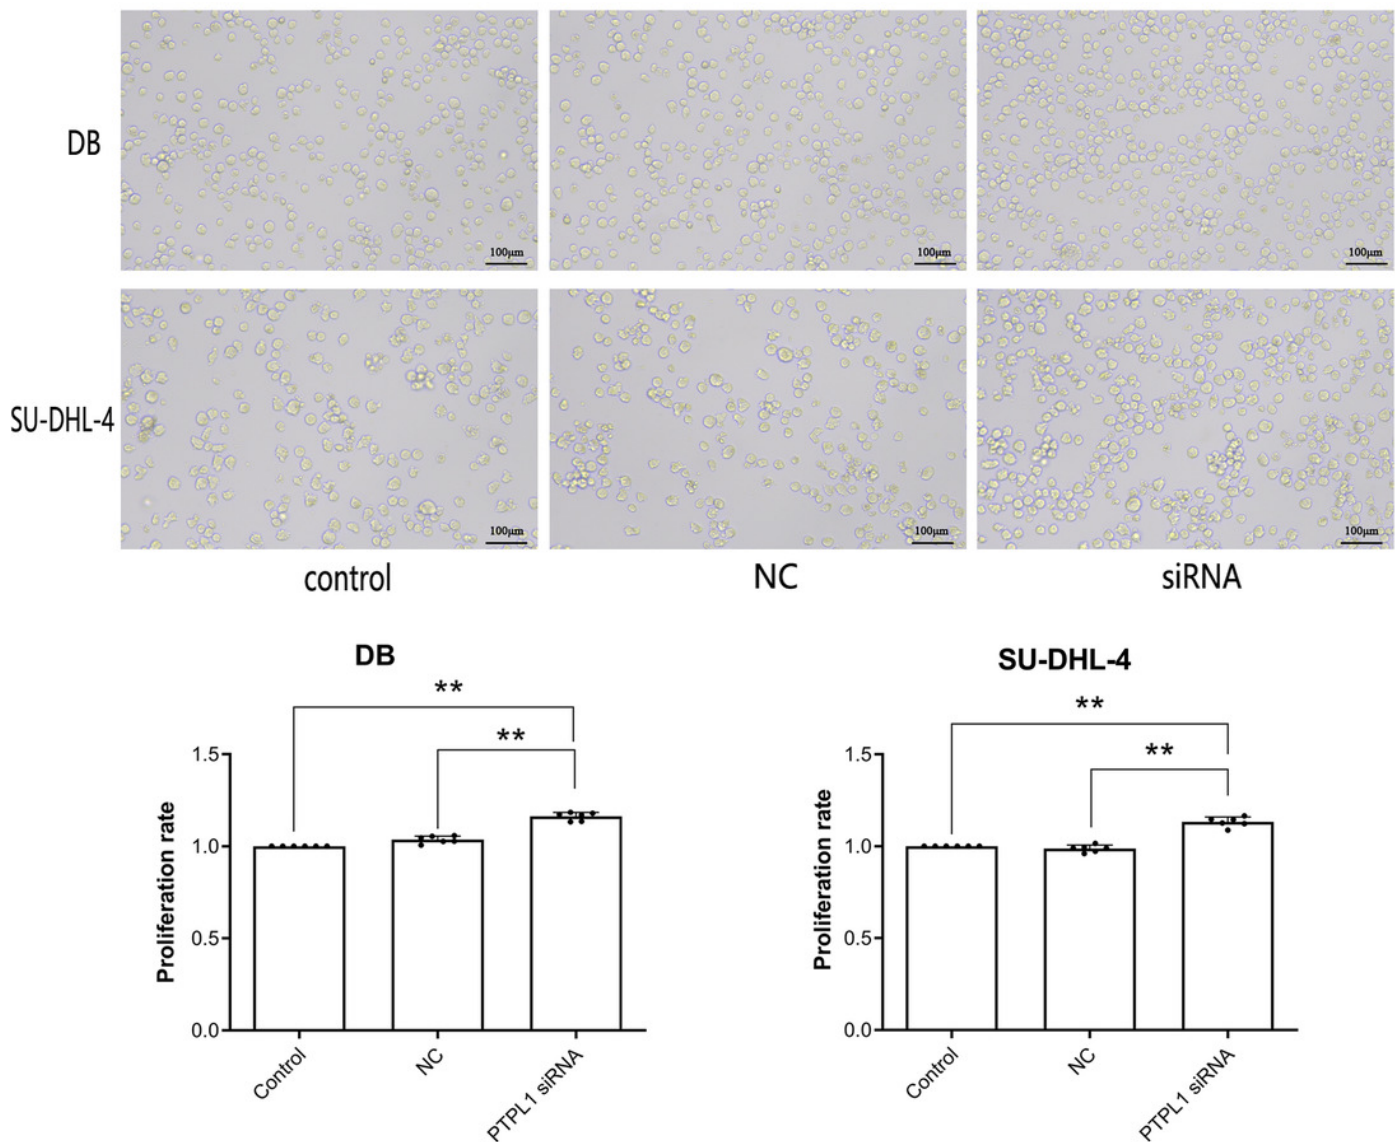 DB
100μm
100μm
100μm
SU-DHL-4
100μm
100μm
100μm
control
NC
siRNA
DB
**
**
Proliferation rate
1.5
1.0
0.5
0.0
Control
NC
PTPL1 siRNA
SU-DHL-4
**
**
Proliferation rate
1.5
1.0
0.5
0.0
Control
NC
PTPL1 siRNA